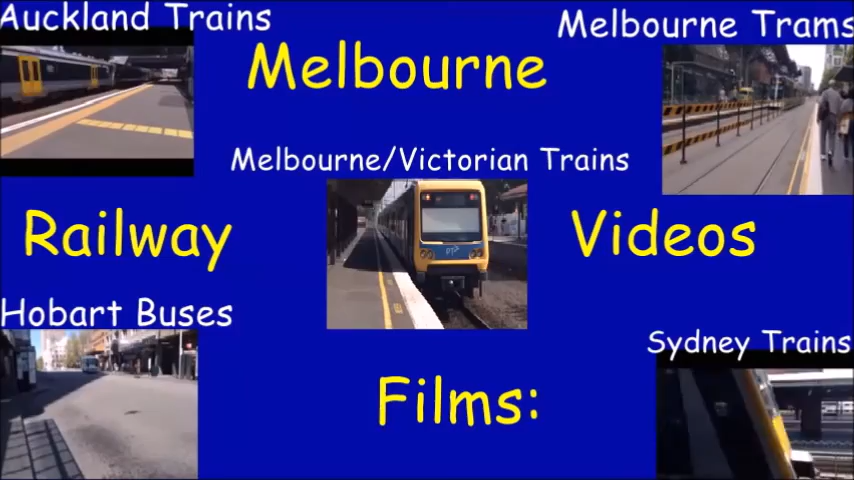 Auckland Trains
Melbourne Trams
Melbourne
Melbourne/Victorian Trains
Railway
Videos
Hobart Buses
Sydney Trains
Films: